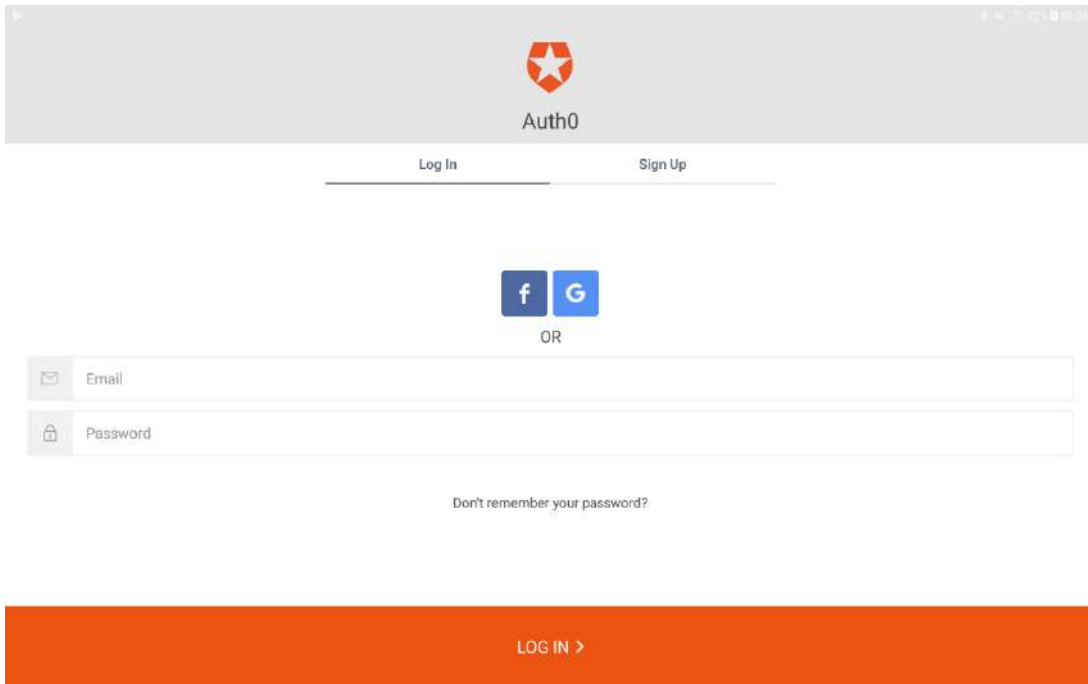 Auth0
Log In
Sign Up
f
G
OR
Email
Password
Don't remember your password?
LOG IN >